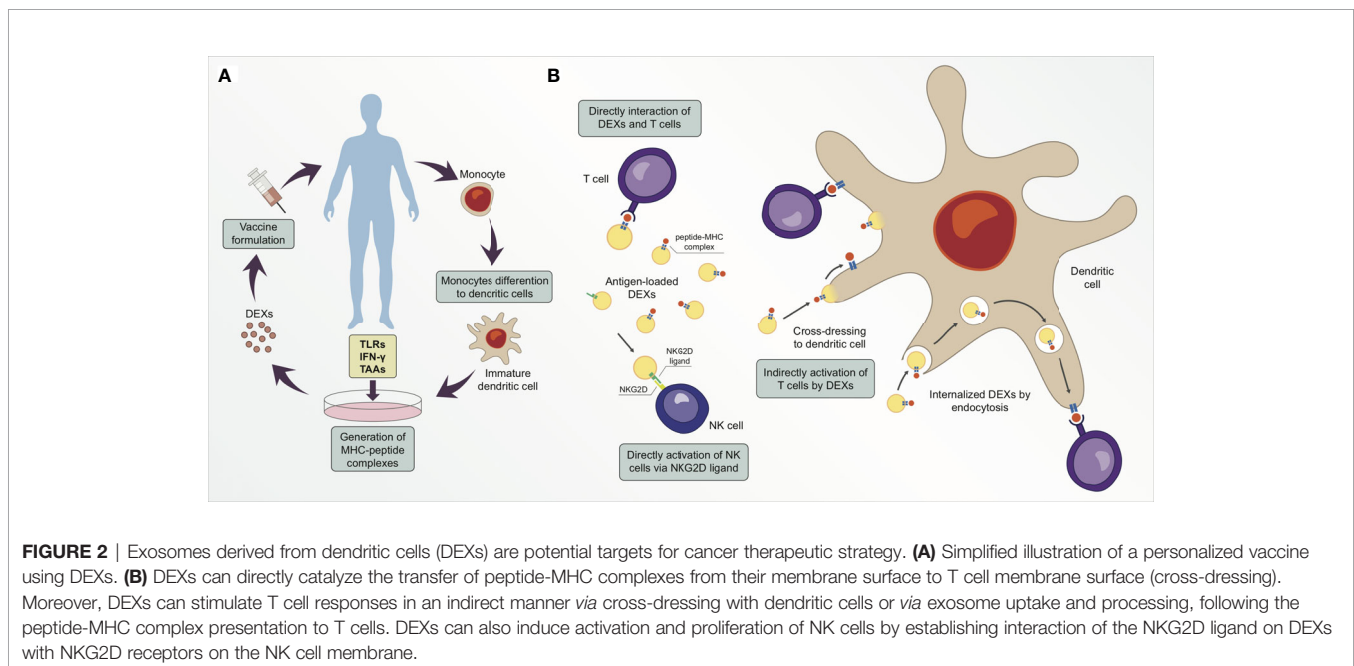 A
Monocyte
Vaccine
formulation
Monocytes differention
to dencritic cells
DEXs
TLRs
IFN-γ
TAAs
Immature
dendritic cell
Generation of
MHC-peptide
complexes
B
Directly interaction of
DEXs and T cells
T cell
peptide-MHC
complex
Antigen-loaded
DEXs
NKG2D
ligand
NKG2D
NK cell
Directly activation of NK
cells via NKG2D ligand
Dendritic
cell
Cross-dressing
to dendritic cell
Indirectly activation of
T cells by DEXs
Internalized DEXs by
endocytosis
FIGURE 2 | Exosomes derived from dendritic cells (DEXs) are potential targets for cancer therapeutic strategy. (A) Simplified illustration of a personalized vaccine
using DEXs. (B) DEXs can directly catalyze the transfer of peptide-MHC complexes from their membrane surface to T cell membrane surface (cross-dressing).
Moreover, DEXs can stimulate T cell responses in an indirect manner via cross-dressing with dendritic cells or via exosome uptake and processing, following the
peptide-MHC complex presentation to T cells. DEXs can also induce activation and proliferation of NK cells by establishing interaction of the NKG2D ligand on DEXs
with NKG2D receptors on the NK cell membrane.